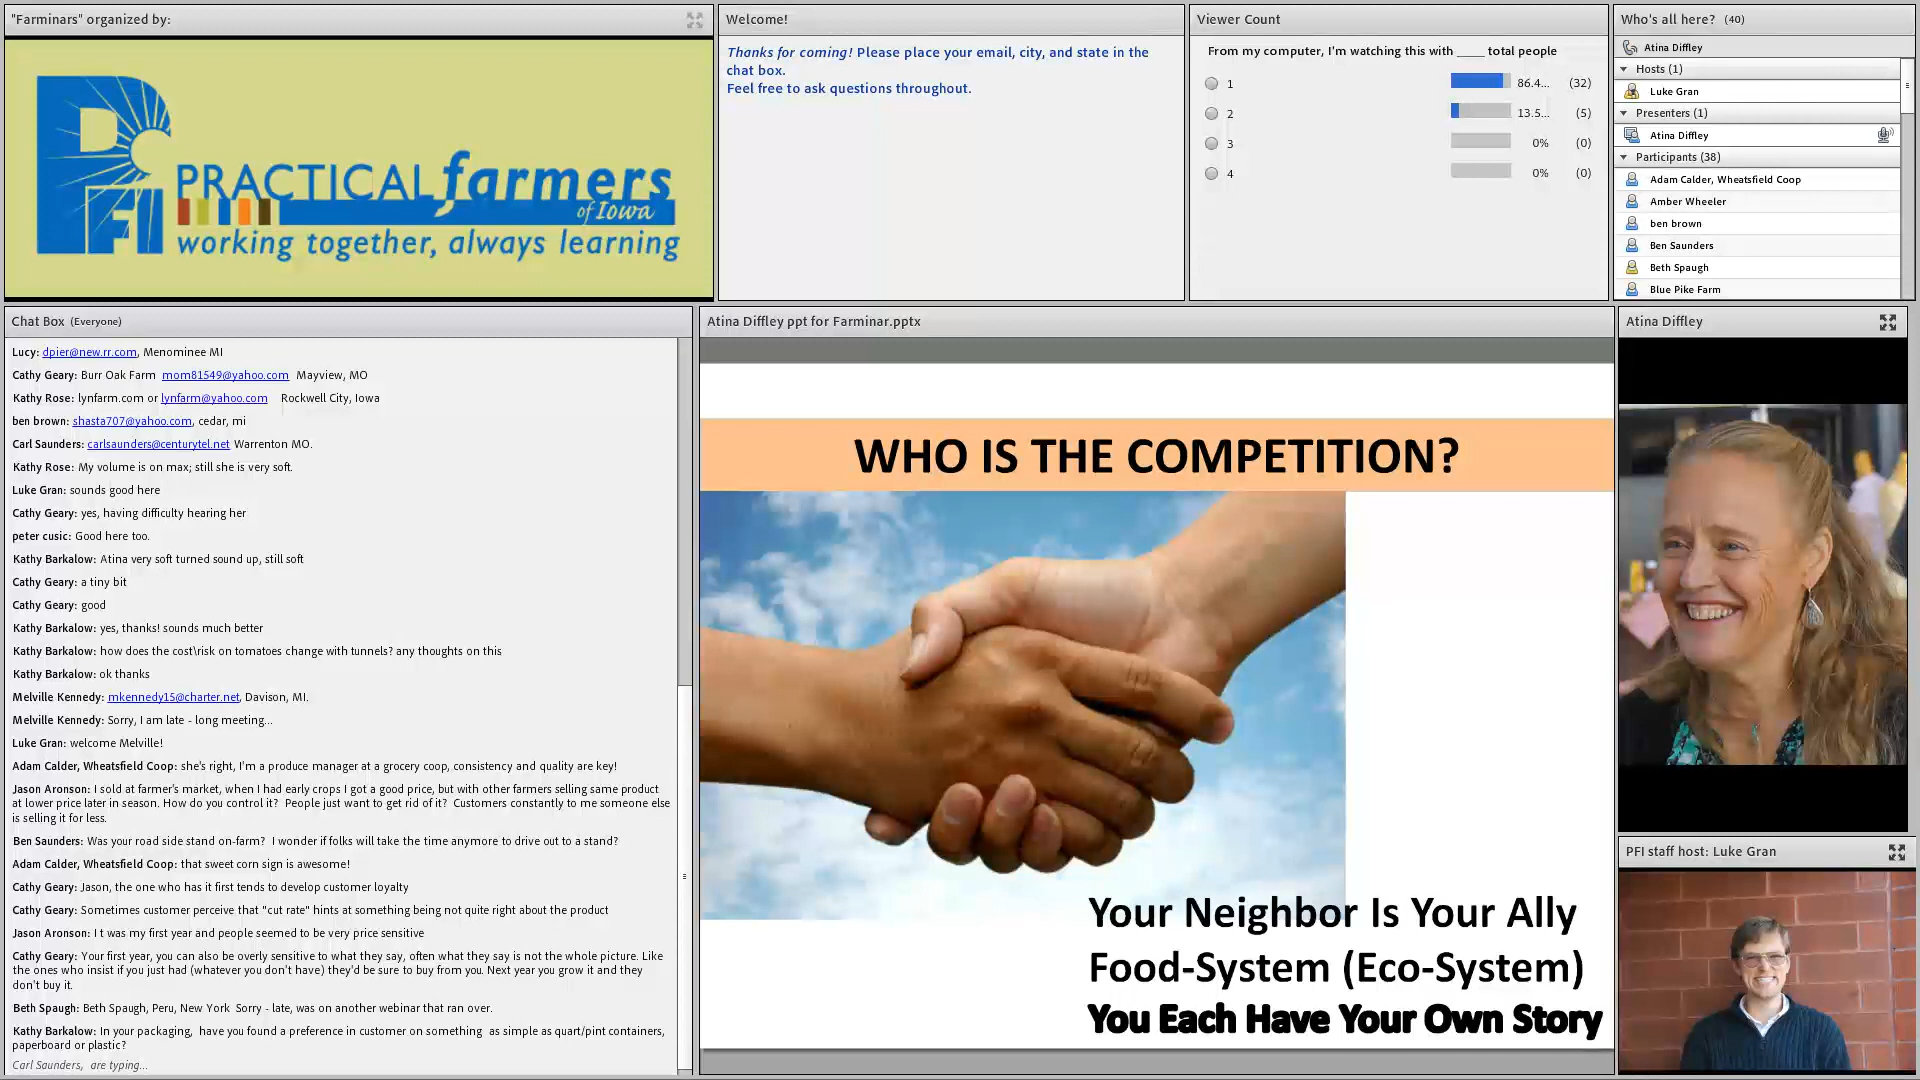 "Farminars" organized by:
PFI
PRACTICAL farmers
of Iowa
working together, always learning
Welcome!
Thanks for coming! Please place your email, city, and state in the
chat box.
Feel free to ask questions throughout.
Viewer Count
From my computer, I'm watching this with ____ total people
1 86.4... (32)
2 13.5... (5)
3 0% (0)
4 0% (0)
Who's all here? (40)
Atina Diffley
Hosts (1)
Luke Gran
Presenters (1)
Atina Diffley
Participants (38)
Adam Calder, Wheatsfield Coop
Amber Wheeler
ben brown
Ben Saunders
Beth Spaugh
Blue Pike Farm
Chat Box (Everyone)
Lucy: dpier@new.rr.com, Menominee MI
Cathy Geary: Burr Oak Farm mom81549@yahoo.com Mayview, MO
Kathy Rose: lynfarm.com or lynfarm@yahoo.com Rockwell City, Iowa
ben brown: shasta707@yahoo.com, cedar, mi
Carl Saunders: carlsaunders@centurytel.net Warrenton MO.
Kathy Rose: My volume is on max; still she is very soft.
Luke Gran: sounds good here
Cathy Geary: yes, having difficulty hearing her
peter cusic: Good here too.
Kathy Barkalow: Atina very soft turned sound up, still soft
Cathy Geary: a tiny bit
Cathy Geary: good
Kathy Barkalow: yes, thanks! sounds much better
Kathy Barkalow: how does the cost\risk on tomatoes change with tunnels? any thoughts on this
Kathy Barkalow: ok thanks
Melville Kennedy: mkennedy15@charter.net, Davison, MI.
Melville Kennedy: Sorry, I am late - long meeting...
Luke Gran: welcome Melville!
Adam Calder, Wheatsfield Coop: she's right, I'm a produce manager at a grocery coop, consistency and quality are key!
Jason Aronson: I sold at farmer's market, when I had early crops I got a good price, but with other farmers selling same product
at lower price later in season. How do you control it? People just want to get rid of it? Customers constantly to me someone else
is selling it for less.
Ben Saunders: Was your road side stand on-farm? I wonder if folks will take the time anymore to drive out to a stand?
Adam Calder, Wheatsfield Coop: that sweet corn sign is awesome!
Cathy Geary: Jason, the one who has it first tends to develop customer loyalty
Cathy Geary: Sometimes customer perceive that "cut rate" hints at something being not quite right about the product
Jason Aronson: I t was my first year and people seemed to be very price sensitive
Cathy Geary: Your first year, you can also be overly sensitive to what they say, often what they say is not the whole picture. Like
the ones who insist if you just had (whatever you don't have) they'd be sure to buy from you. Next year you grow it and they
don't buy it.
Beth Spaugh: Beth Spaugh, Peru, New York Sorry - late, was on another webinar that ran over.
Kathy Barkalow: In your packaging, have you found a preference in customer on something as simple as quart/pint containers,
paperboard or plastic?
Carl Saunders, are typing...
Atina Diffley ppt for Farminar.pptx
WHO IS THE COMPETITION?
Your Neighbor Is Your Ally
Food-System (Eco-System)
You Each Have Your Own Story
Atina Diffley
PFI staff host: Luke Gran